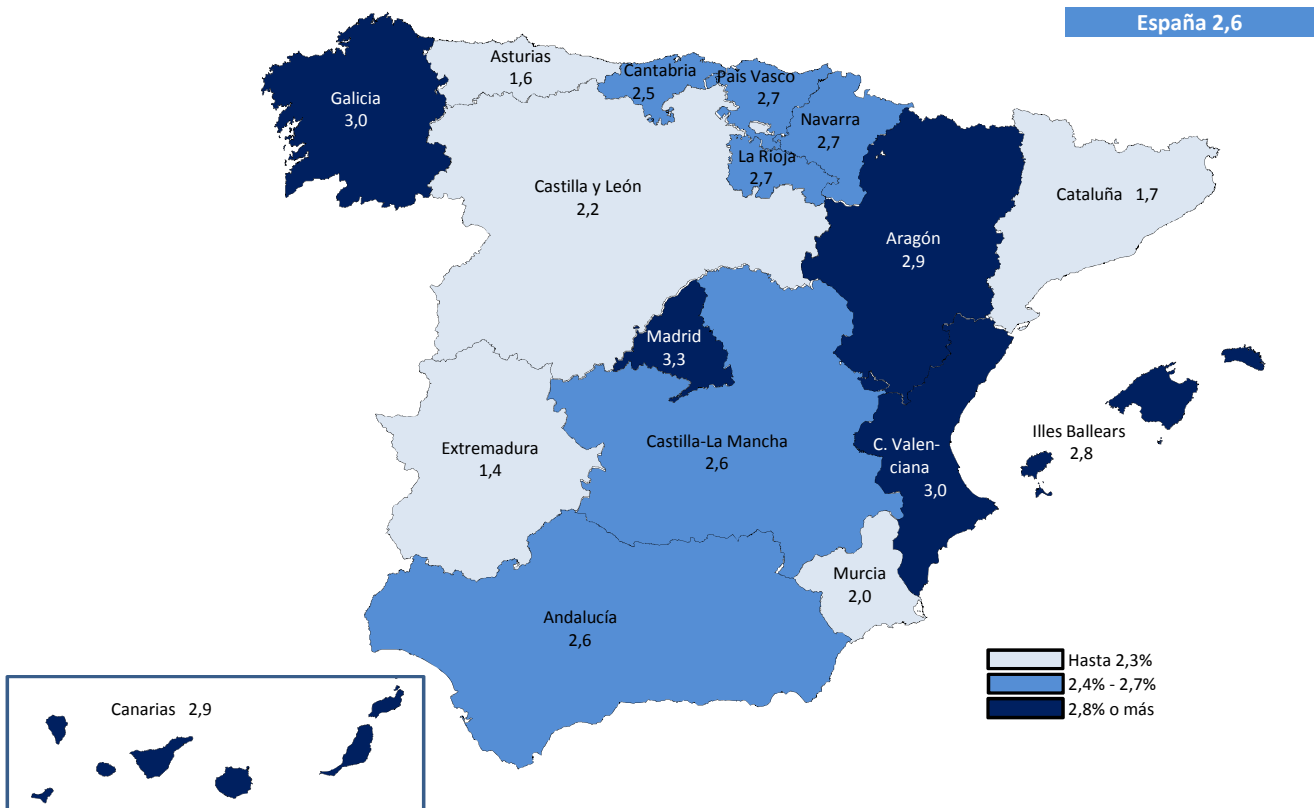 España 2,6
Asturias
1,6
Cantabria
2,5
País Vasco
2,7
Galicia
3,0
Navarra
2,7
La Rioja
2,7
Castilla y León
2,2
Cataluña 1,7
Aragón
2,9
Madrid
3,3
Castilla-La Mancha
2,6
C. Valen-
ciana
3,0
Illes Ballears
2,8
Extremadura
1,4
Murcia
2,0
Andalucía
2,6
Canarias 2,9
Hasta 2,3%
2,4% - 2,7%
2,8% o más